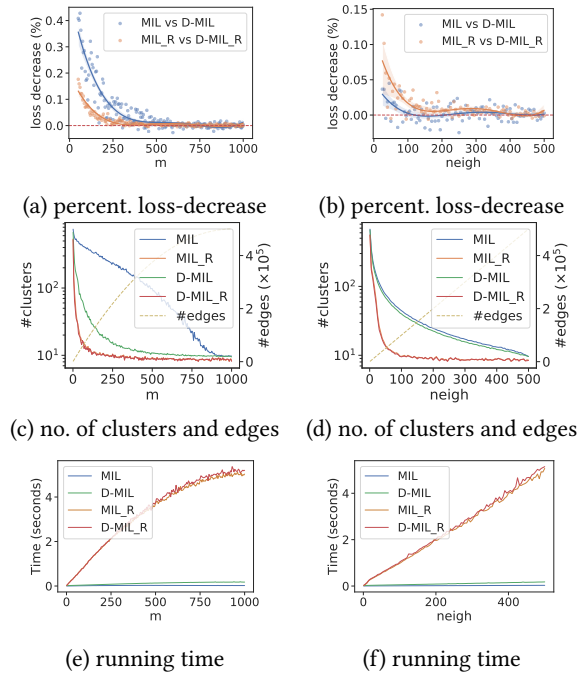 MIL vs D-MIL
MIL_R vs D-MIL_R
loss decrease (%)
0.4
0.3
0.2
0.1
0.0
0 250 500 750 1000
m
(a) percent. loss-decrease
MIL vs D-MIL
MIL_R vs D-MIL_R
loss decrease (%)
0.15
0.10
0.05
0.00
0 100 200 300 400 500
neigh
(b) percent. loss-decrease
MIL
MIL_R
D-MIL
D-MIL_R
#edges
#clusters
10²
10¹
#edges (×10⁵)
4
2
0
0 250 500 750 1000
m
(c) no. of clusters and edges
MIL
MIL_R
D-MIL
D-MIL_R
#edges
#clusters
10²
10¹
#edges (×10⁵)
4
2
0
0 100 200 300 400 500
neigh
(d) no. of clusters and edges
MIL
D-MIL
MIL_R
D-MIL_R
Time (seconds)
4
2
0
0 250 500 750 1000
m
(e) running time
MIL
D-MIL
MIL_R
D-MIL_R
Time (seconds)
4
2
0
0 200 400
neigh
(f) running time